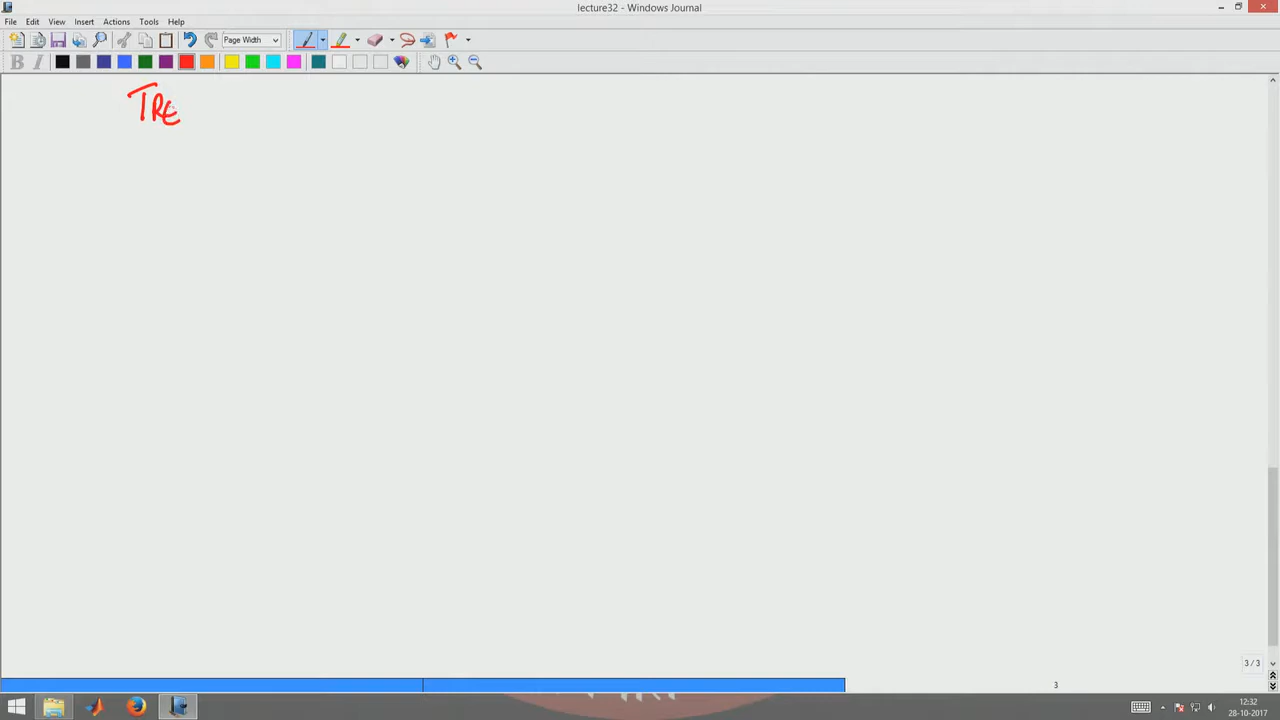 lecture32 - Windows Journal
File Edit View Insert Actions Tools Help
Page Width
B I
TRE
3 / 3
3
12:32
28-10-2017